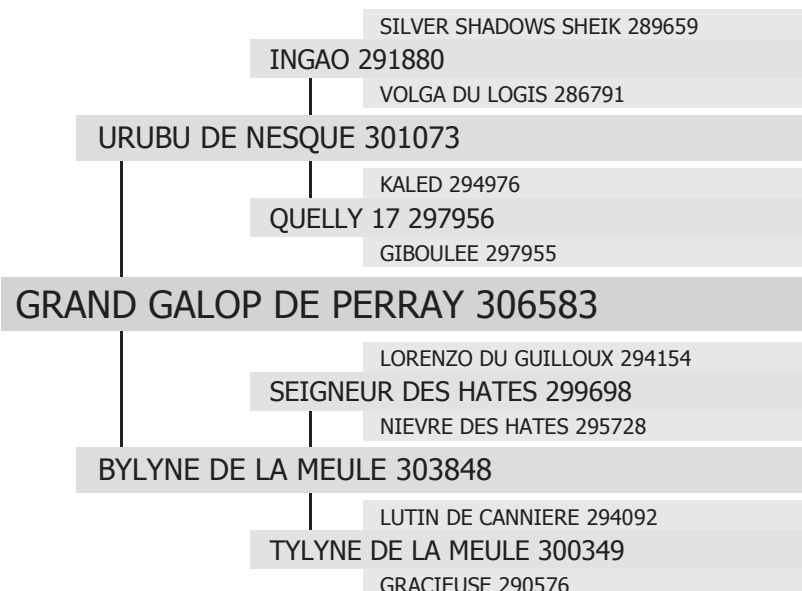 SILVER SHADOWS SHEIK 289659
INGAO 291880
VOLGA DU LOGIS 286791
URUBU DE NESQUE 301073
KALED 294976
QUELLY 17 297956
GIBOULEE 297955
GRAND GALOP DE PERRAY 306583
LORENZO DU GUILLOUX 294154
SEIGNEUR DES HATES 299698
NIEVRE DES HATES 295728
BYLYNE DE LA MEULE 303848
LUTIN DE CANNIERE 294092
TYLYNE DE LA MEULE 300349
GRACIEUSE 290576